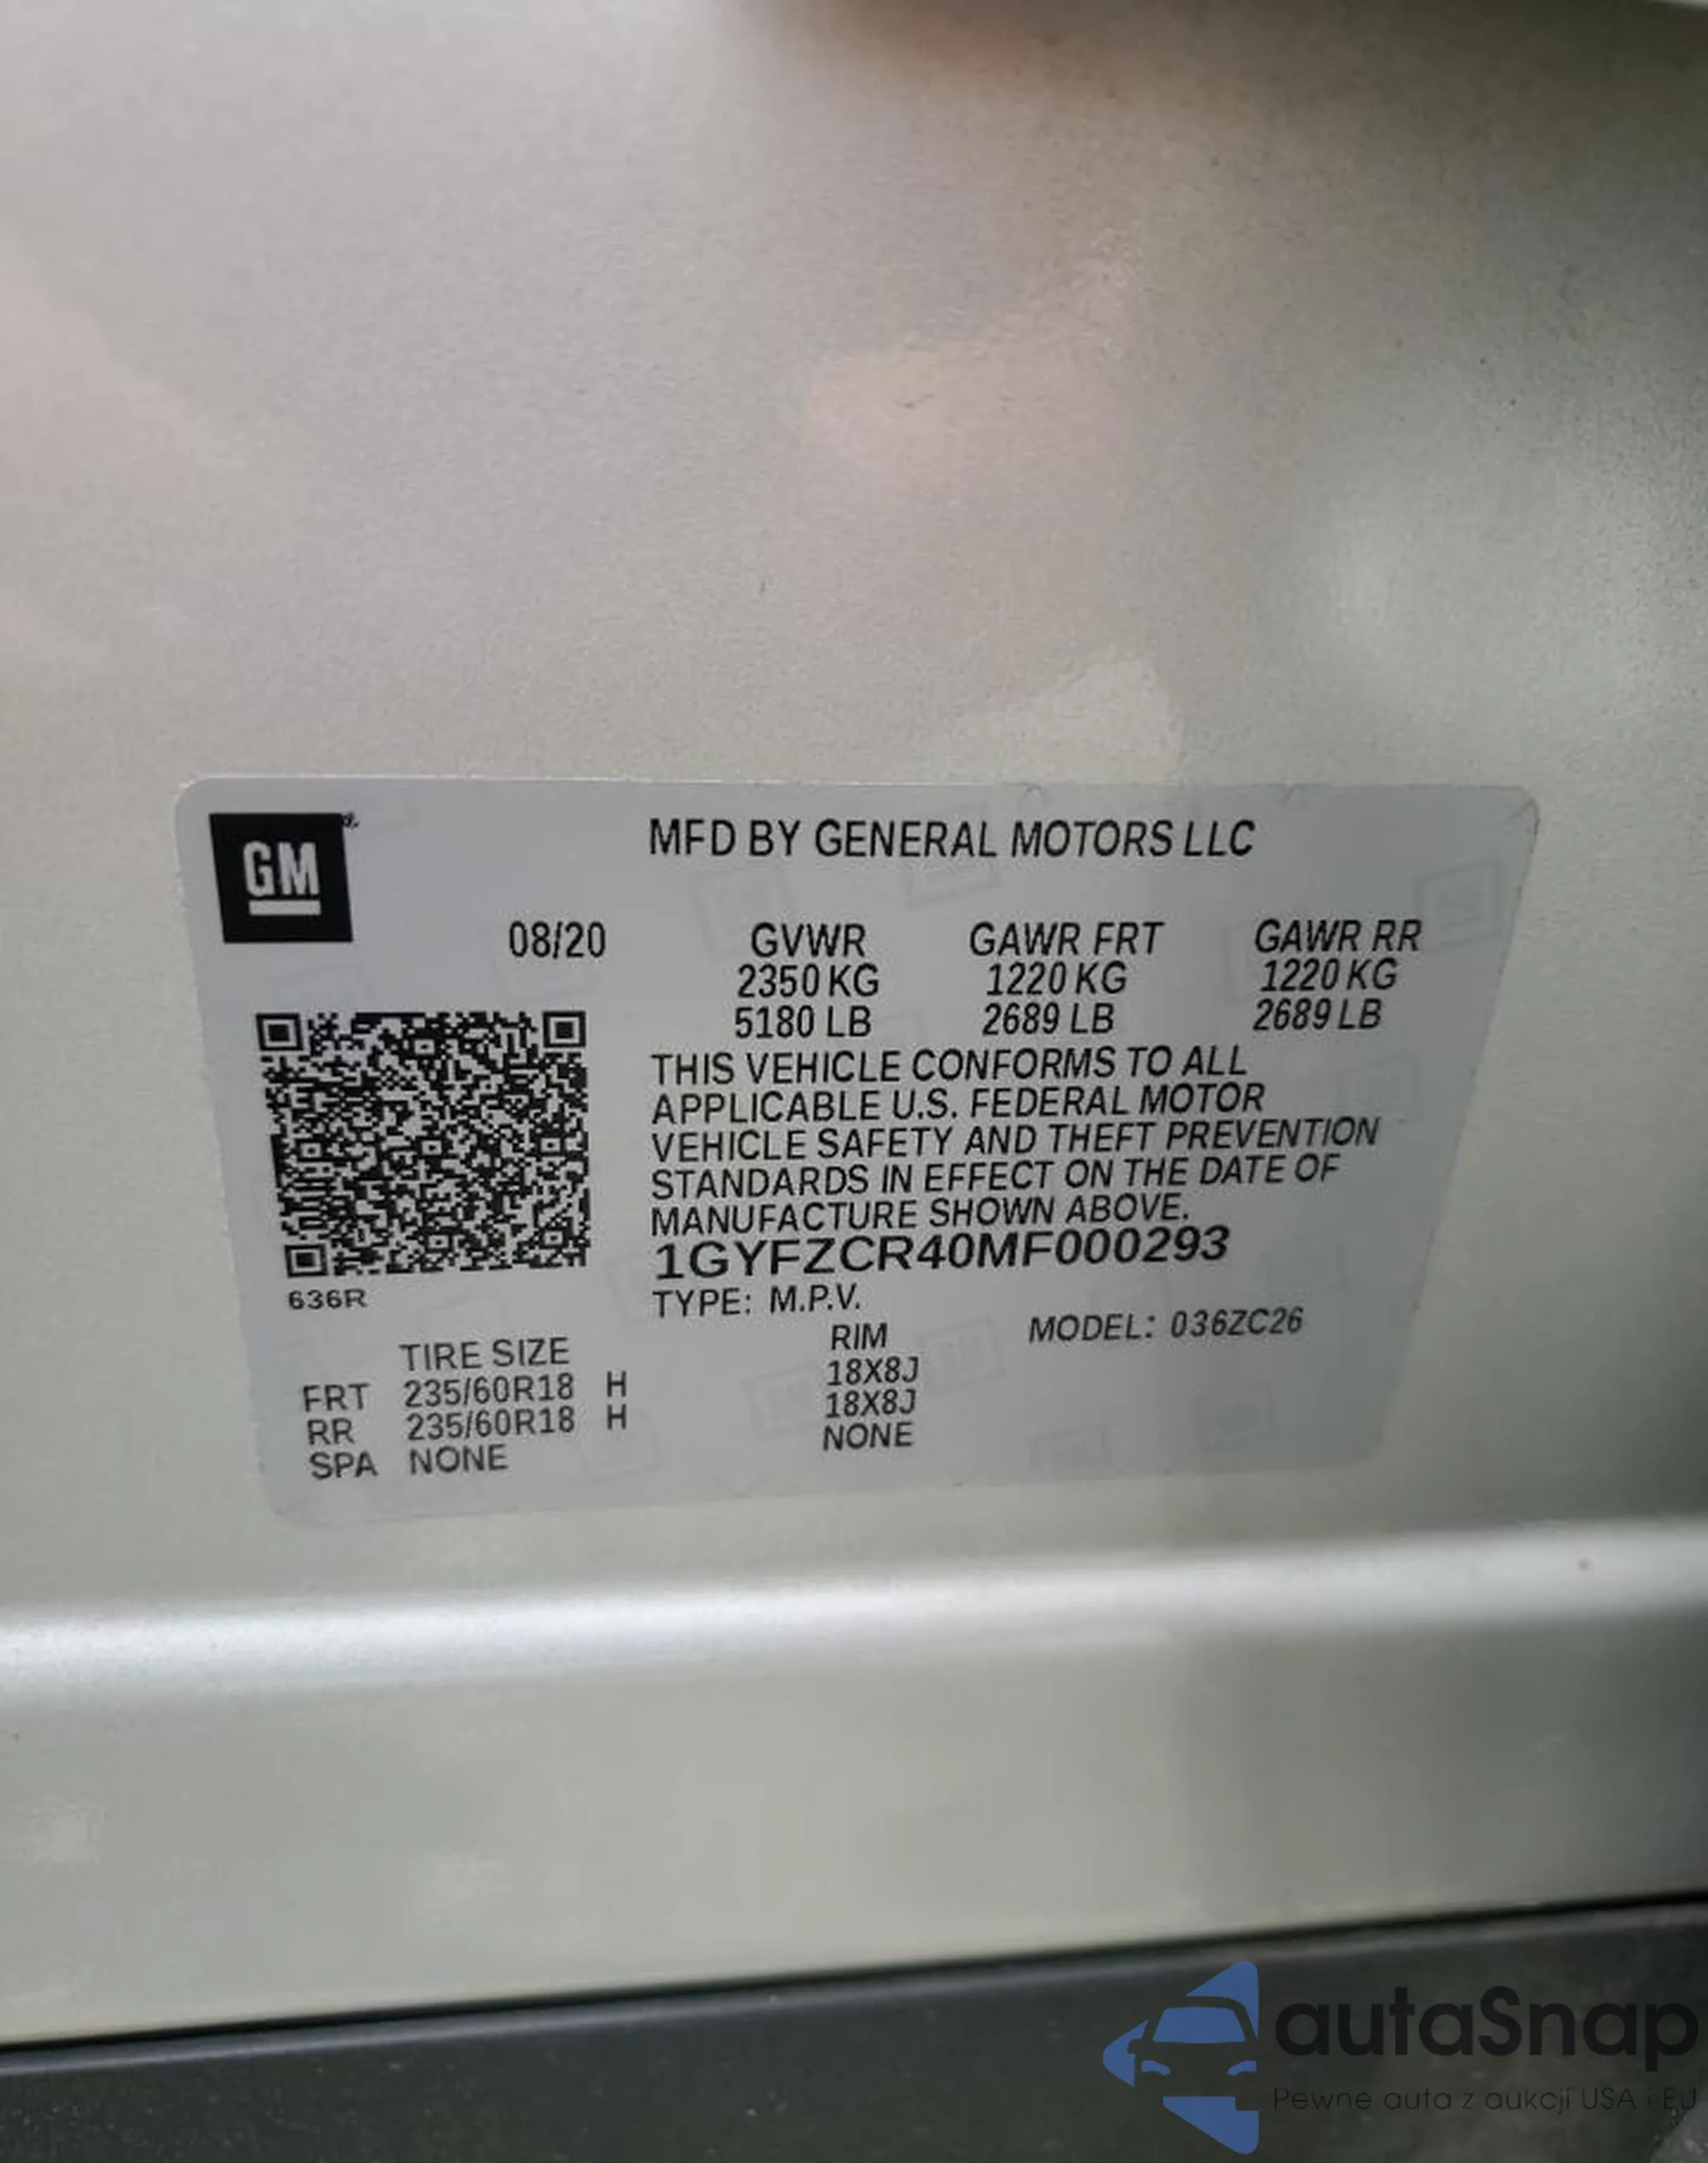 GM
MFD BY GENERAL MOTORS LLC
08/20 GVWR GAWR FRT GAWR RR
2350 KG 1220 KG 1220 KG
5180 LB 2689 LB 2689 LB
THIS VEHICLE CONFORMS TO ALL
APPLICABLE U.S. FEDERAL MOTOR
VEHICLE SAFETY AND THEFT PREVENTION
STANDARDS IN EFFECT ON THE DATE OF
MANUFACTURE SHOWN ABOVE.
1GYFZCR40MF000293
636R
TYPE: M.P.V.
MODEL: 036ZC26
TIRE SIZE RIM
FRT 235/60R18 H 18X8J
RR 235/60R18 H 18X8J
SPA NONE NONE
autaSnap
Pewne auta z aukcji USA i EU